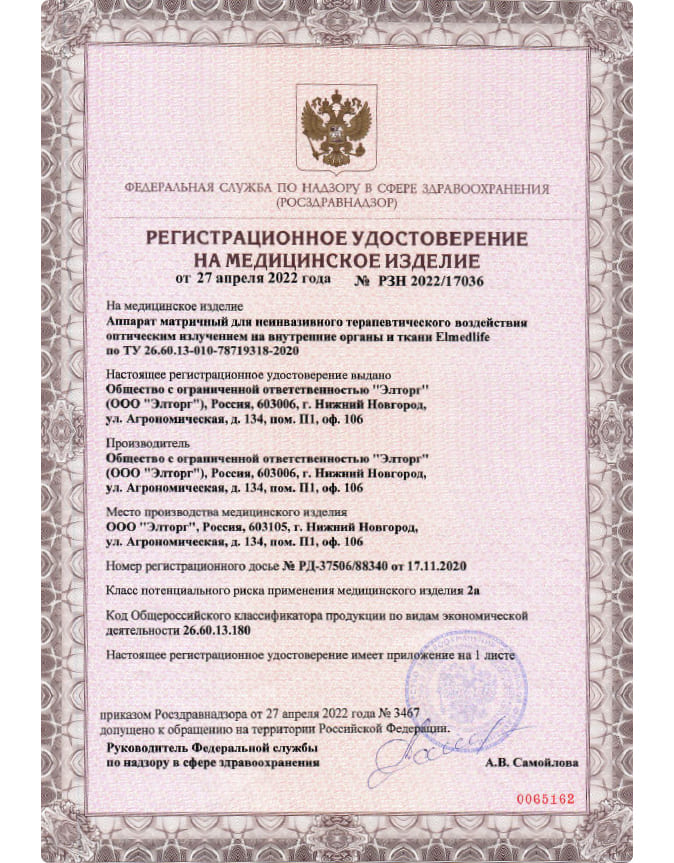 ФЕДЕРАЛЬНАЯ СЛУЖБА ПО НАДЗОРУ В СФЕРЕ ЗДРАВООХРАНЕНИЯ
(РОСЗДРАВНАДЗОР)
РЕГИСТРАЦИОННОЕ УДОСТОВЕРЕНИЕ
НА МЕДИЦИНСКОЕ ИЗДЕЛИЕ
от 27 апреля 2022 года № РЗН 2022/17036
На медицинское изделие
Аппарат матричный для неинвазивного терапевтического воздействия
оптическим излучением на внутренние органы и ткани Elmedlife
по ТУ 26.60.13-010-78719318-2020
Настоящее регистрационное удостоверение выдано
Общество с ограниченной ответственностью "Элторг"
(ООО "Элторг"), Россия, 603006, г. Нижний Новгород,
ул. Агрономическая, д. 134, пом. П1, оф. 106
Производитель
Общество с ограниченной ответственностью "Элторг"
(ООО "Элторг"), Россия, 603006, г. Нижний Новгород,
ул. Агрономическая, д. 134, пом. П1, оф. 106
Место производства медицинского изделия
ООО "Элторг", Россия, 603105, г. Нижний Новгород,
ул. Агрономическая, д. 134, пом. П1, оф. 106
Номер регистрационного досье № РД-37506/88340 от 17.11.2020
Класс потенциального риска применения медицинского изделия 2а
Код Общероссийского классификатора продукции по видам экономической
деятельности 26.60.13.180
Настоящее регистрационное удостоверение имеет приложение на 1 листе
приказом Росздравнадзора от 27 апреля 2022 года № 3467
допущено к обращению на территории Российской Федерации.
Руководитель Федеральной службы
по надзору в сфере здравоохранения А.В. Самойлова
0065162